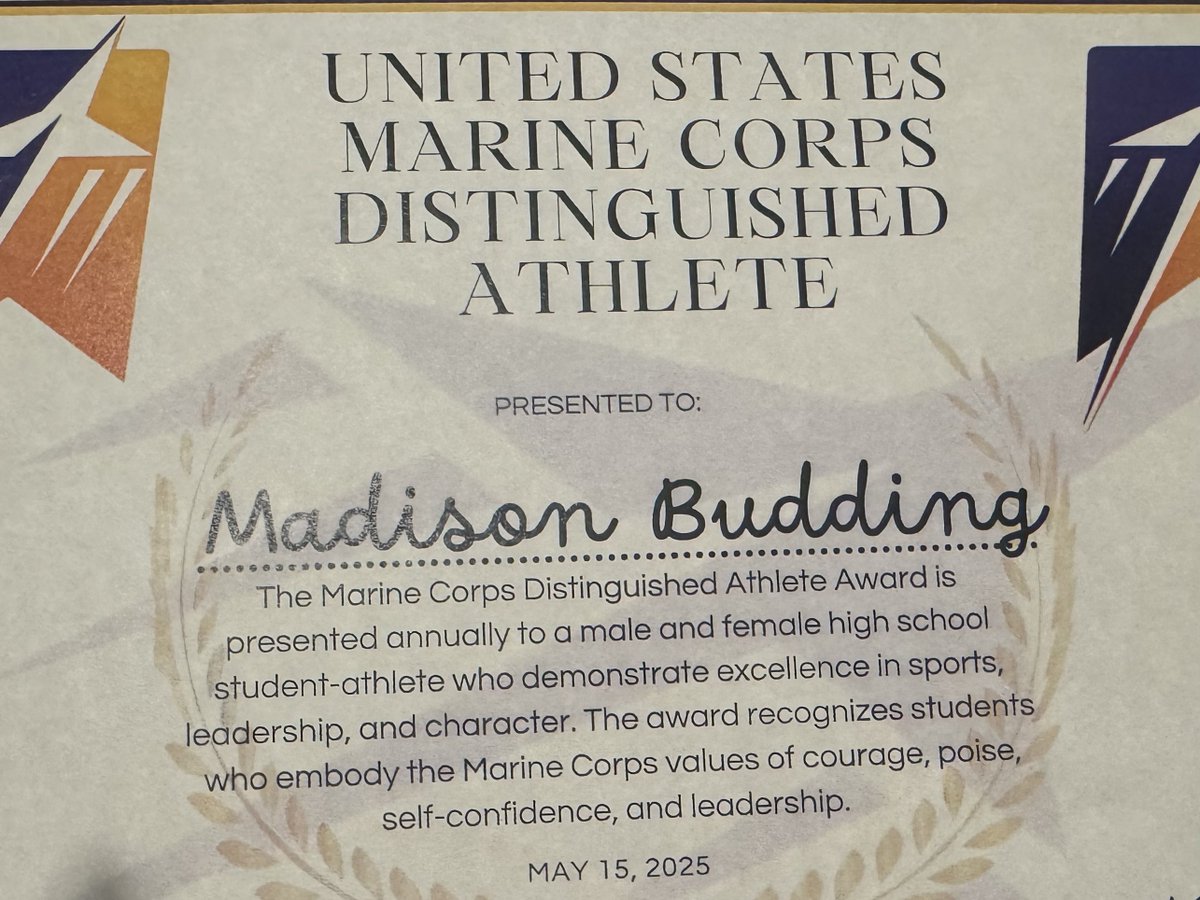 UNITED STATES
MARINE CORPS
DISTINGUISHED
ATHLETE
PRESENTED TO:
Madison Budding
The Marine Corps Distinguished Athlete Award is
presented annually to a male and female high school
student-athlete who demonstrate excellence in sports,
leadership, and character. The award recognizes students
who embody the Marine Corps values of courage, poise,
self-confidence, and leadership.
MAY 15, 2025